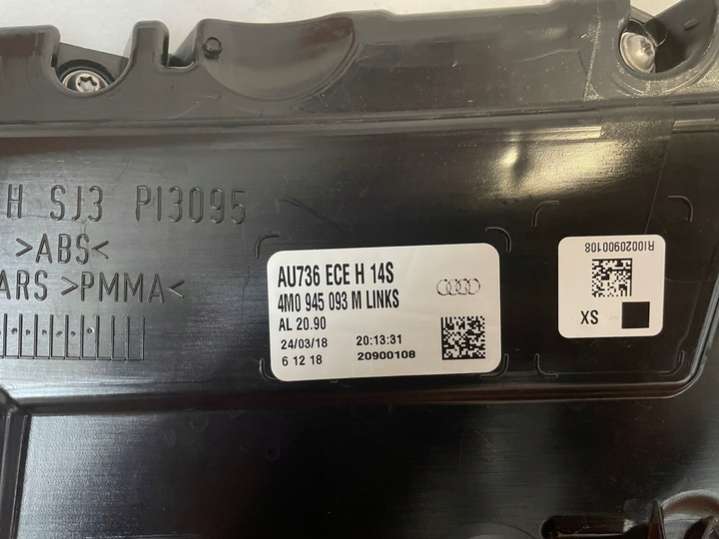 H SJ3 PI3095
>ABS<
ARS >PMMA<
AU736 ECE H 14S
4M0 945 093 M LINKS
AL 20.90
24/03/18 20:13:31
6 12 18 20900108
RI0020900108
SX